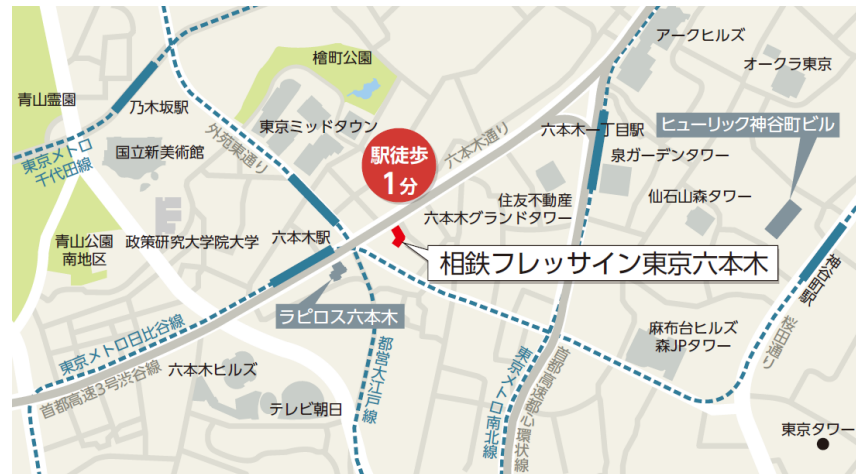 アークヒルズ
檜町公園
オークラ東京
青山霊園
乃木坂駅
ヒューリック神谷町ビル
東京ミッドタウン
六本木通り
六本木一丁目駅
外苑東通り
駅徒歩
1分
国立新美術館
泉ガーデンタワー
東京メトロ
千代田線
住友不動産
六本木グランドタワー
仙石山森タワー
六本木駅
政策研究大学院大学
青山公園
南地区
相鉄フレッサイン東京六本木
神谷町駅
ラピロス六本木
桜田通り
麻布台ヒルズ
森JPタワー
東京メトロ日比谷線
首都高速3号渋谷線
六本木ヒルズ
都営大江戸線
東京メトロ南北線
首都高速都心環状線
テレビ朝日
東京タワー